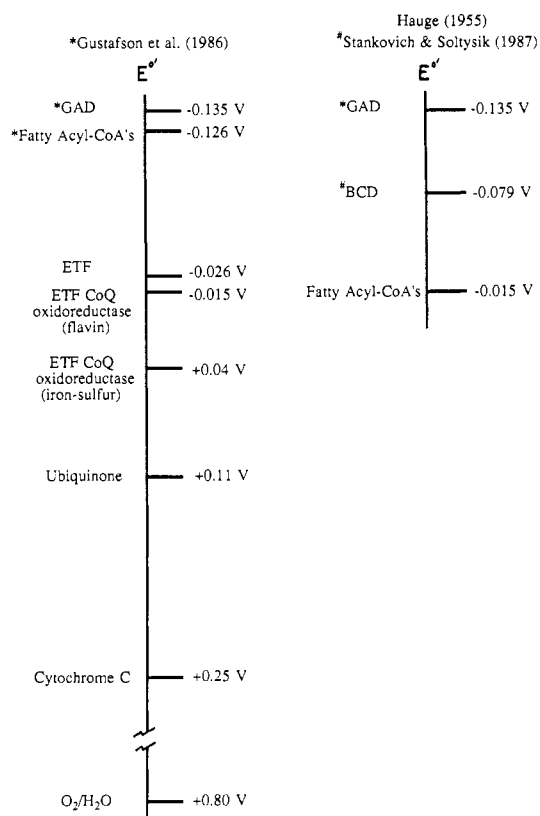 *Gustafson et al. (1986)
E°'
*GAD -0.135 V
*Fatty Acyl-CoA's -0.126 V
ETF -0.026 V
ETF CoQ oxidoreductase (flavin) -0.015 V
ETF CoQ oxidoreductase (iron-sulfur) +0.04 V
Ubiquinone +0.11 V
Cytochrome C +0.25 V
O₂/H₂O +0.80 V
Hauge (1955)
#Stankovich & Soltysik (1987)
E°'
*GAD -0.135 V
#BCD -0.079 V
Fatty Acyl-CoA's -0.015 V